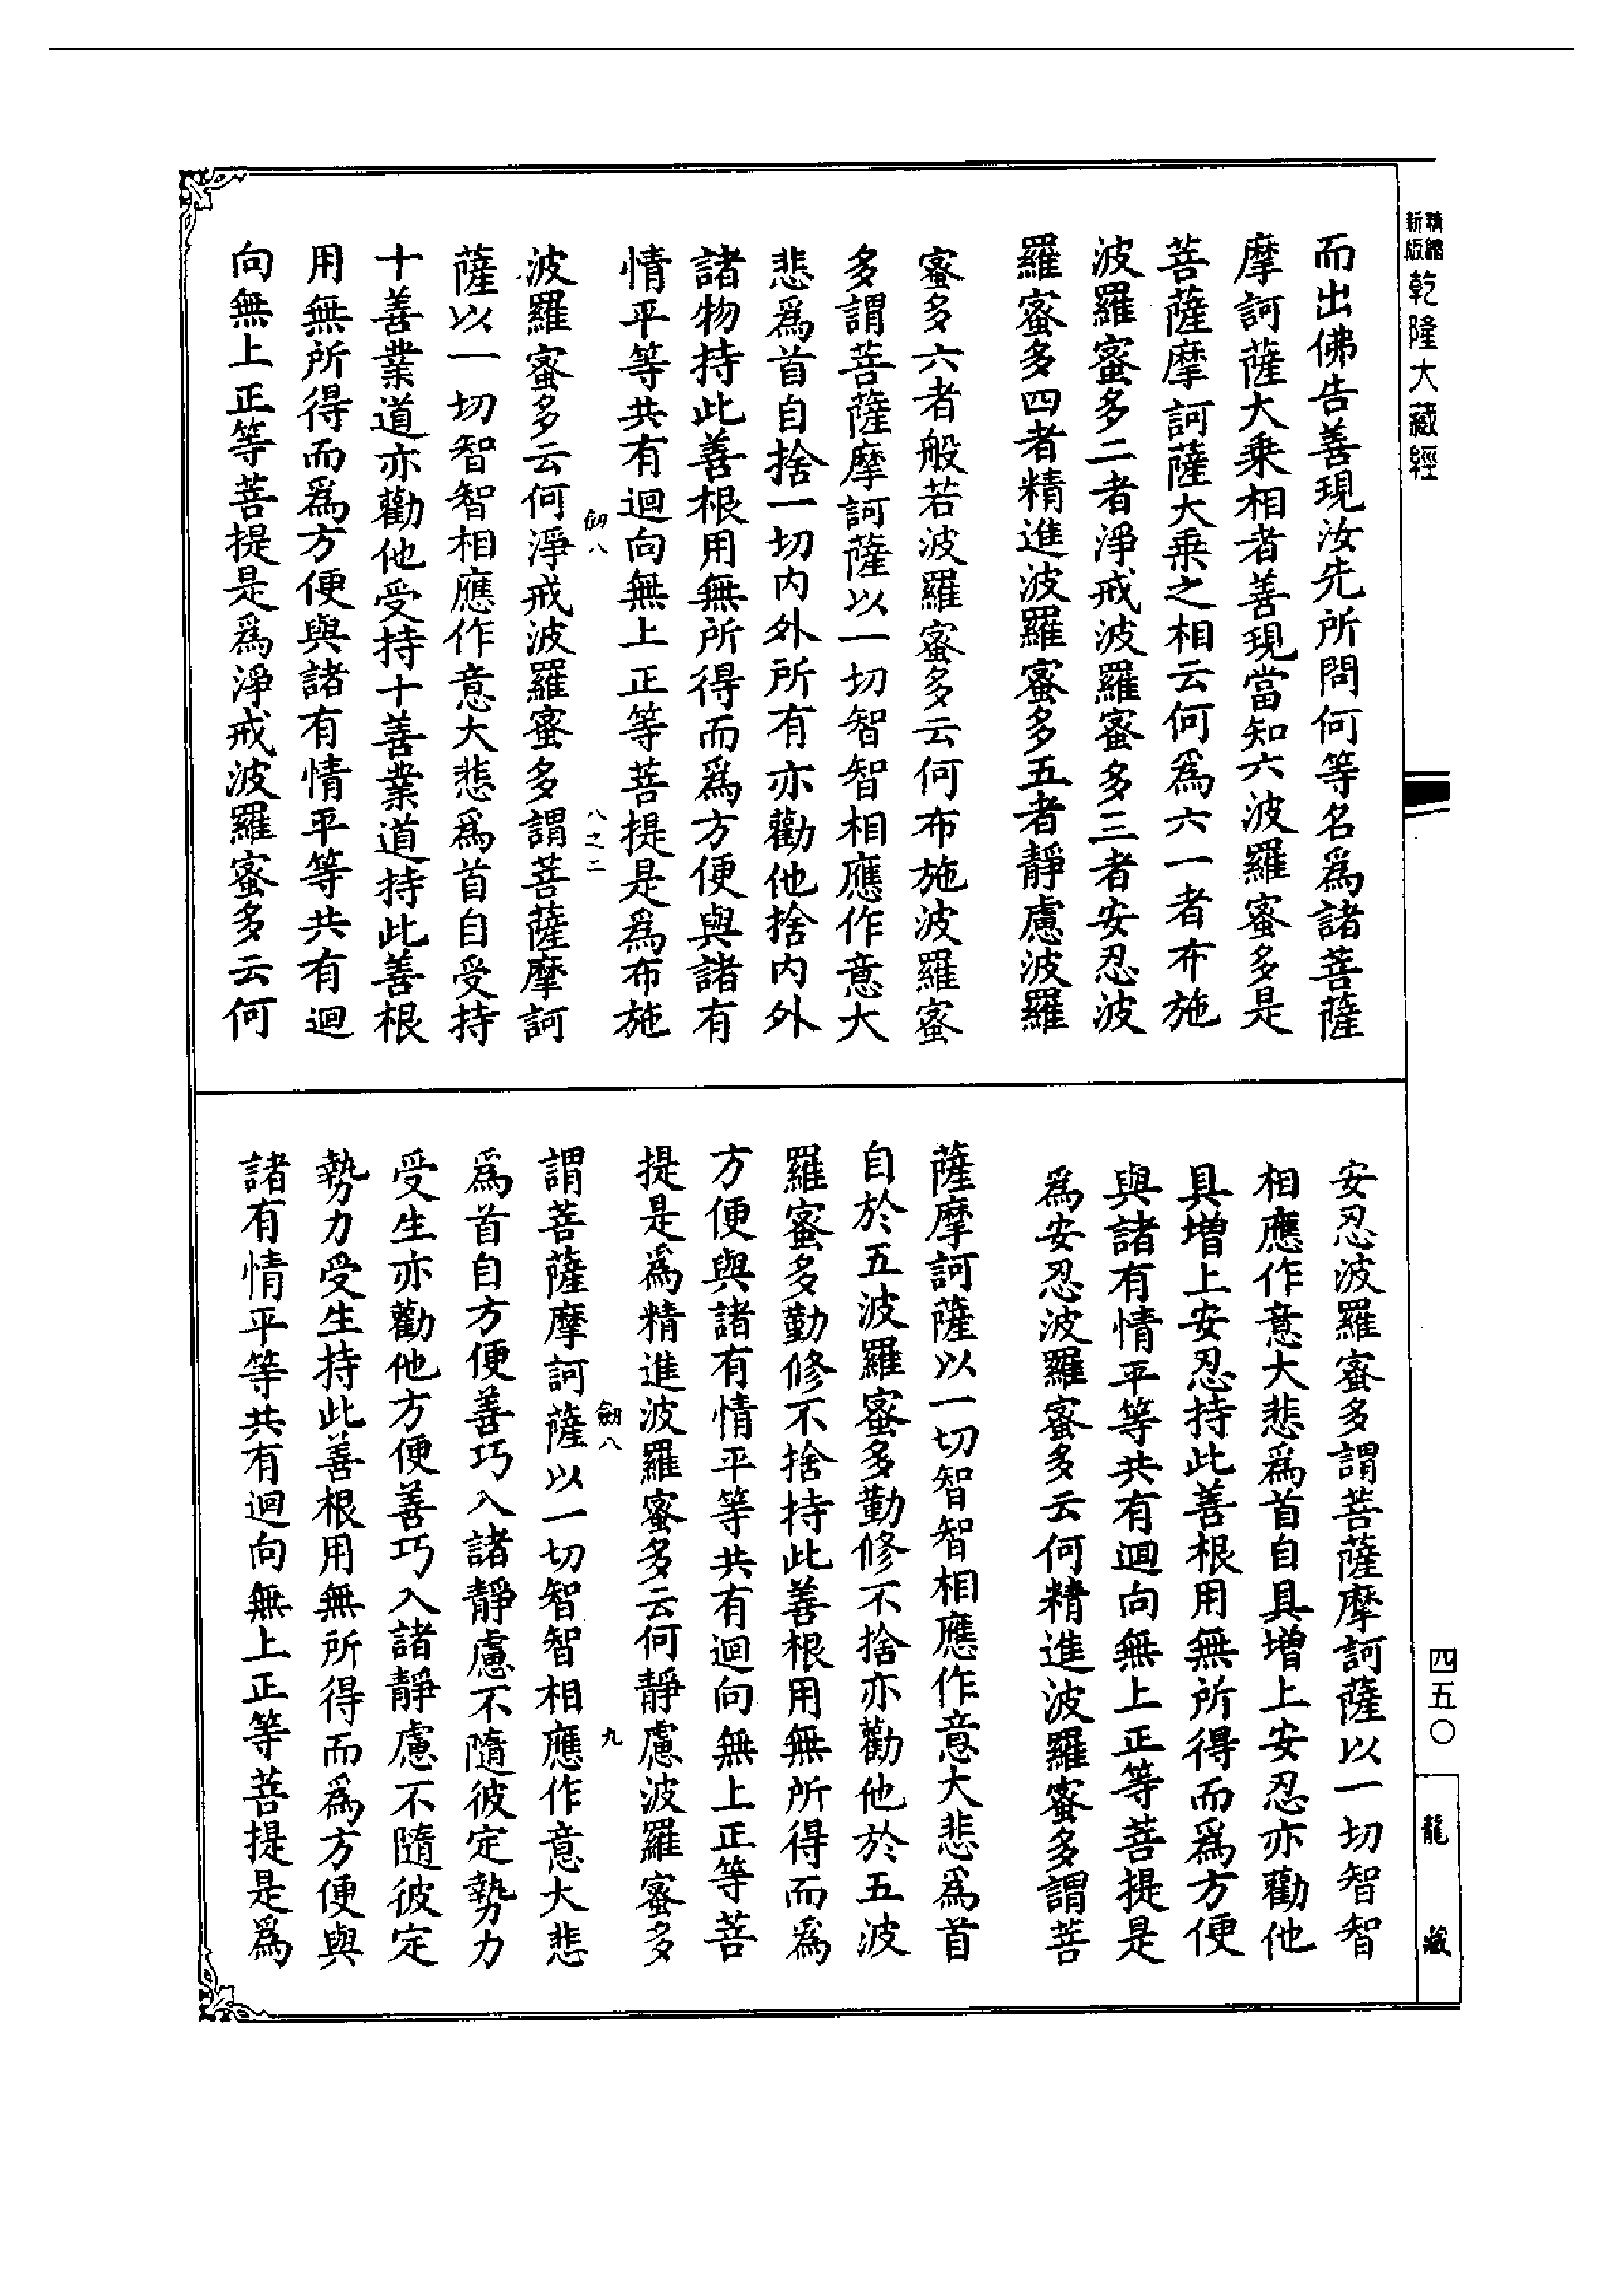 新版
精縮
乾隆大藏經
而出佛告善現汝先所問何等名爲諸菩薩
摩訶薩大乘相者善現當知六波羅蜜多是
菩薩摩訶薩大乘之相云何爲六一者布施
波羅蜜多二者淨戒波羅蜜多三者安忍波
羅蜜多四者精進波羅蜜多五者靜慮波羅
蜜多六者般若波羅蜜多云何布施波羅蜜
多謂菩薩摩訶薩以一切智智相應作意大
悲爲首自捨一切內外所有亦勸他捨內外
諸物持此善根用無所得而爲方便與諸有
情平等共有迴向無上正等菩提是爲布施
劒八
八之二
波羅蜜多云何淨戒波羅蜜多謂菩薩摩訶
薩以一切智智相應作意大悲爲首自受持
十善業道亦勸他受持十善業道持此善根
用無所得而爲方便與諸有情平等共有迴
向無上正等菩提是爲淨戒波羅蜜多云何
安忍波羅蜜多謂菩薩摩訶薩以一切智智
相應作意大悲爲首自具增上安忍亦勸他
具增上安忍持此善根用無所得而爲方便
與諸有情平等共有迴向無上正等菩提是
爲安忍波羅蜜多云何精進波羅蜜多謂菩
薩摩訶薩以一切智智相應作意大悲爲首
自於五波羅蜜多勤修不捨亦勸他於五波
羅蜜多勤修不捨持此善根用無所得而爲
方便與諸有情平等共有迴向無上正等菩
提是爲精進波羅蜜多云何靜慮波羅蜜多
劒八
九
謂菩薩摩訶薩以一切智智相應作意大悲
爲首自方便善巧入諸靜慮不隨彼定勢力
受生亦勸他方便善巧入諸靜慮不隨彼定
勢力受生持此善根用無所得而爲方便與
諸有情平等共有迴向無上正等菩提是爲
四五〇
龍藏